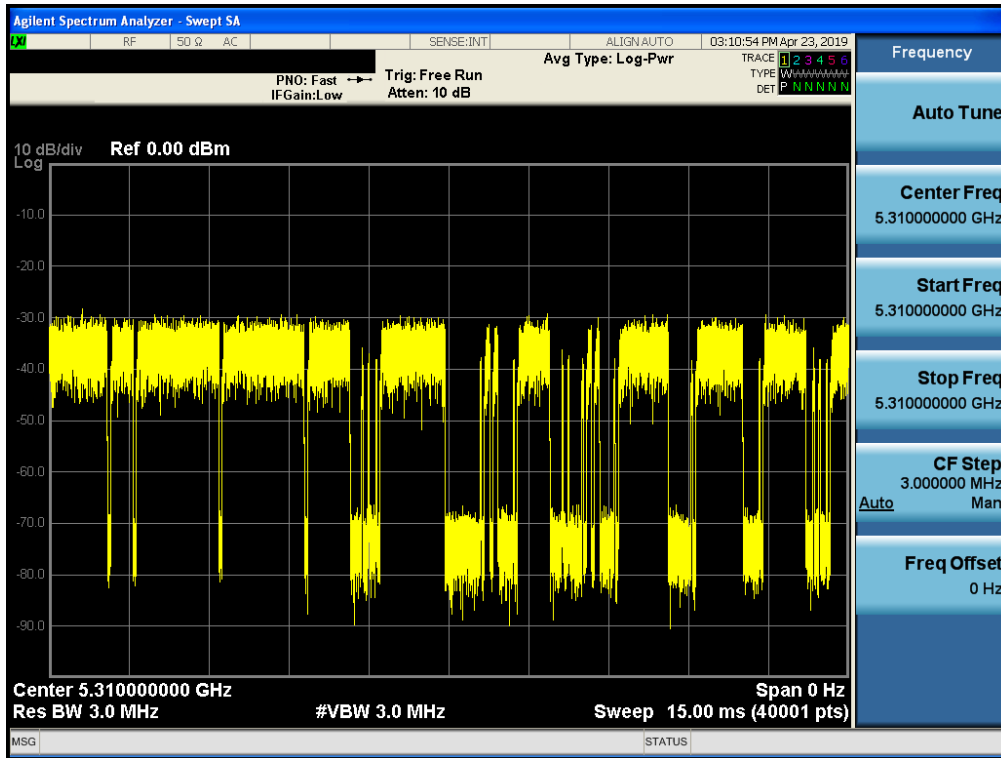 Agilent Spectrum Analyzer - Swept SA
LXI RF 50 Ω AC SENSE:INT ALIGN AUTO 03:10:54 PM Apr 23, 2019
Avg Type: Log-Pwr TRACE 1 2 3 4 5 6
PNO: Fast Trig: Free Run TYPE W
IFGain:Low Atten: 10 dB DET P N N N N N
10 dB/div Ref 0.00 dBm
Log
-10.0
-20.0
-30.0
-40.0
-50.0
-60.0
-70.0
-80.0
-90.0
Center 5.310000000 GHz Span 0 Hz
Res BW 3.0 MHz #VBW 3.0 MHz Sweep 15.00 ms (40001 pts)
MSG STATUS
Frequency
Auto Tune
Center Freq
5.310000000 GHz
Start Freq
5.310000000 GHz
Stop Freq
5.310000000 GHz
CF Step
3.000000 MHz
Auto Man
Freq Offset
0 Hz